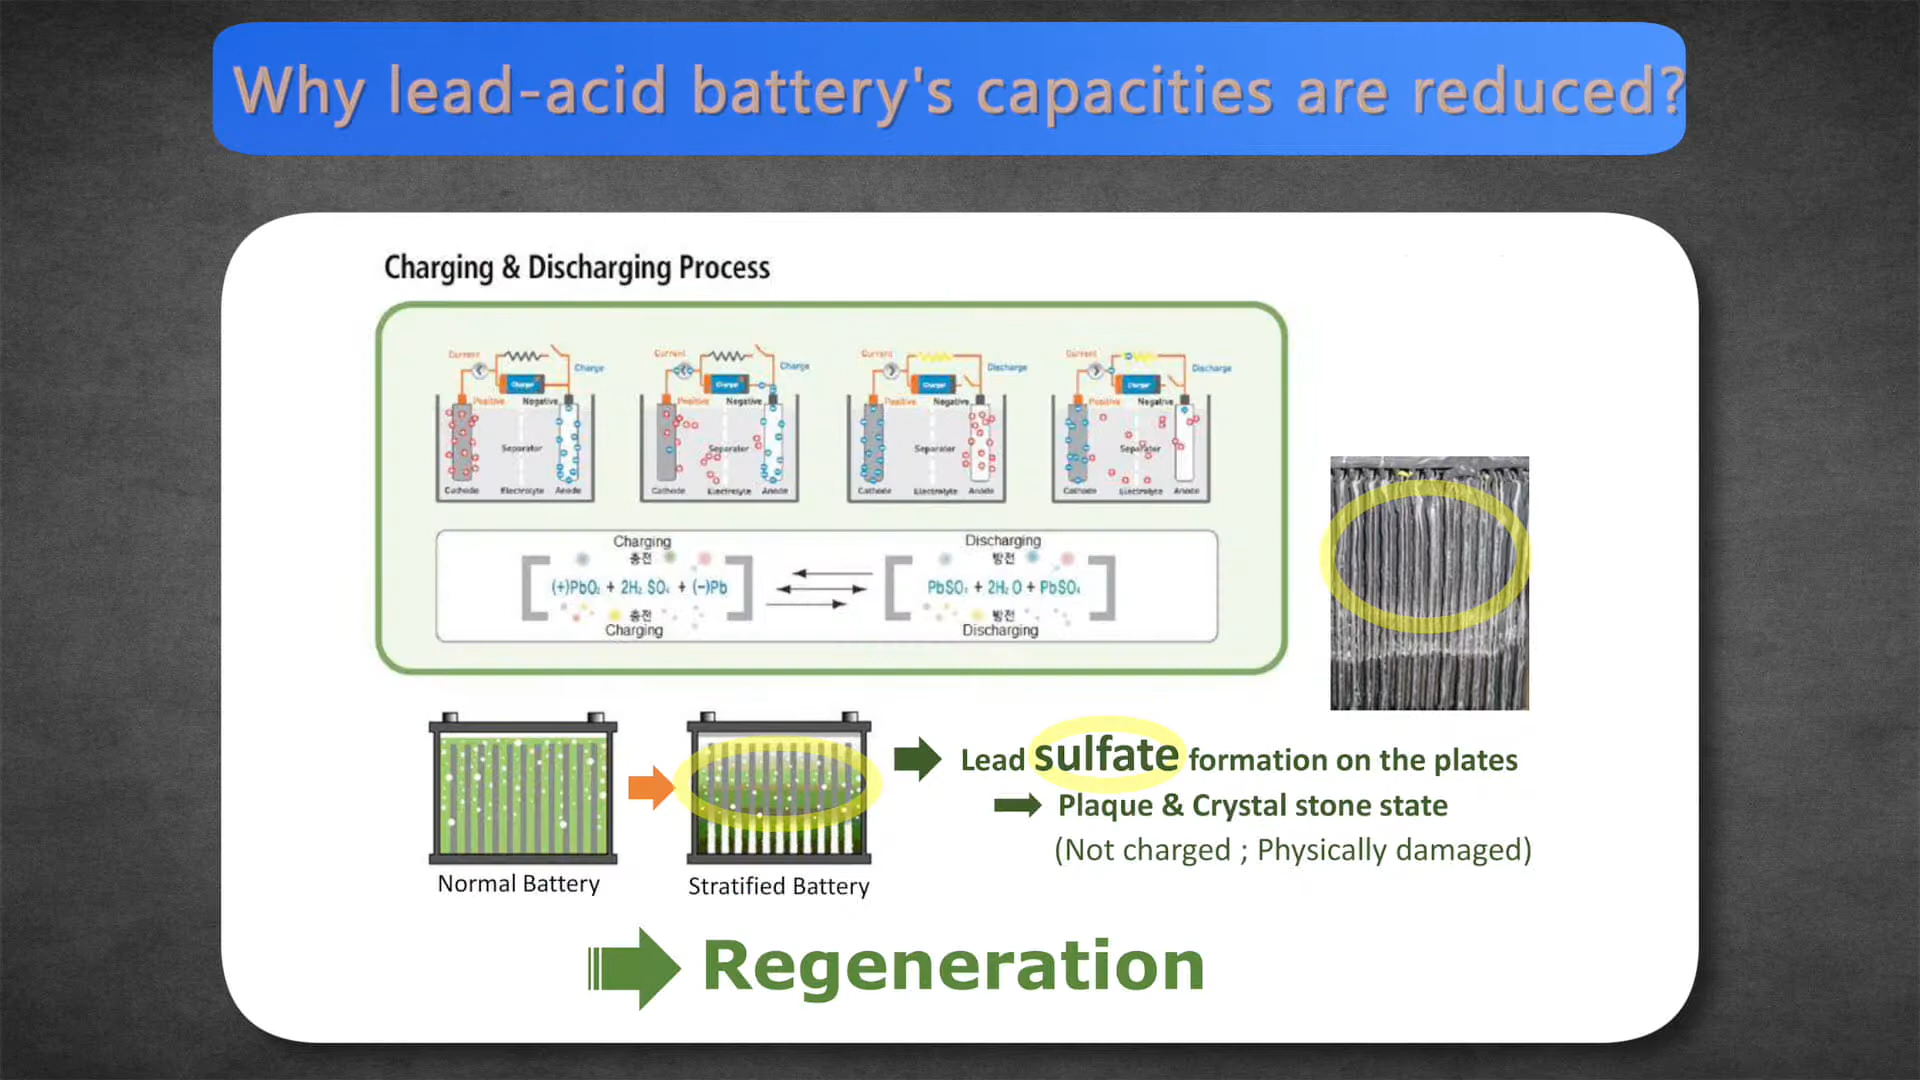 Why lead-acid battery's capacities are reduced?
Charging & Discharging Process
Current
Charge
Charger
Positive Negative
Separator
Cathode Electrolyte Anode
Current
Charge
Charger
Positive Negative
Separator
Cathode Electrolyte Anode
Current
Discharge
Charger
Positive Negative
Separator
Cathode Electrolyte Anode
Current
Discharge
Charger
Positive Negative
Separator
Cathode Electrolyte Anode
Charging
충전
(+)PbO₂ + 2H₂ SO₄ + (-)Pb
충전
Charging
Discharging
방전
PbSO₄ + 2H₂ O + PbSO₄
방전
Discharging
Normal Battery
Stratified Battery
Lead sulfate formation on the plates
Plaque & Crystal stone state
(Not charged ; Physically damaged)
Regeneration